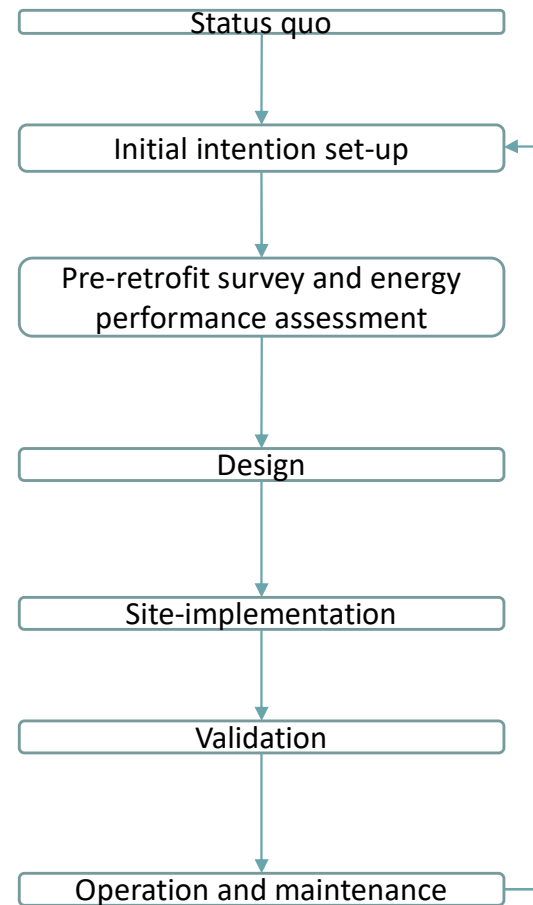 Status quo
Initial intention set-up
Pre-retrofit survey and energy
performance assessment
Design
Site-implementation
Validation
Operation and maintenance